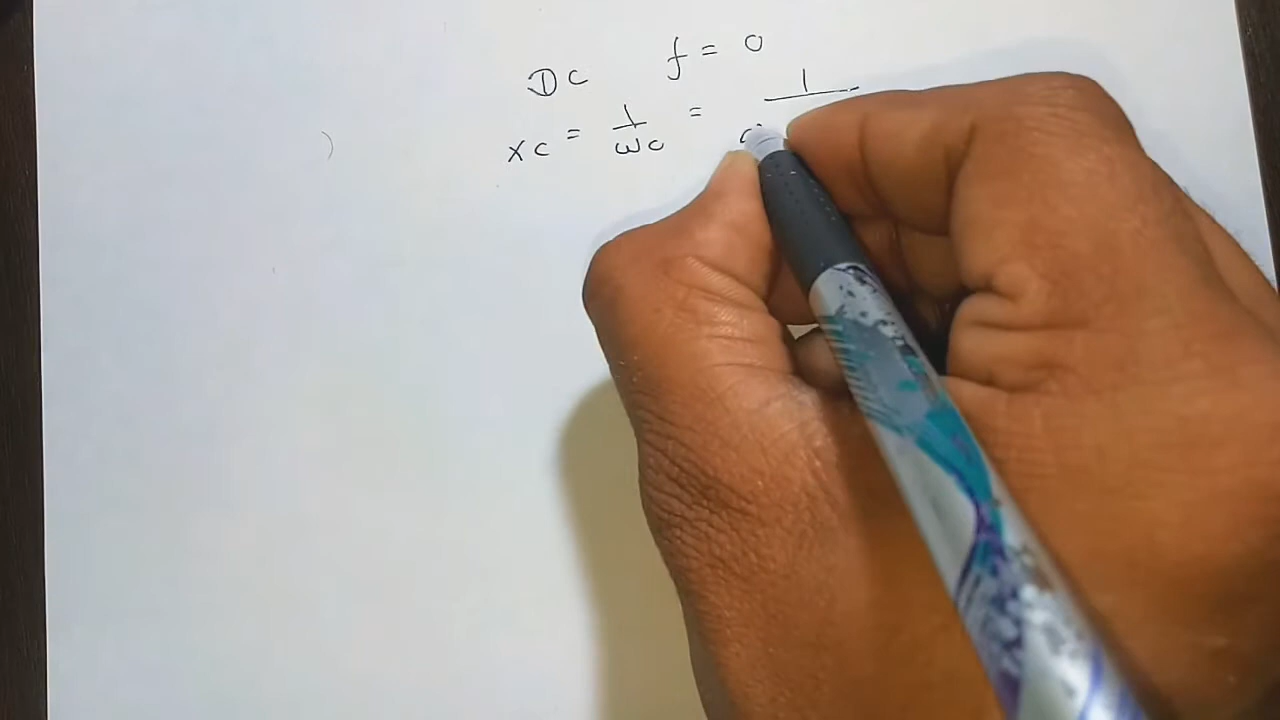 DC f = 0
XC = 1/ωC = 1